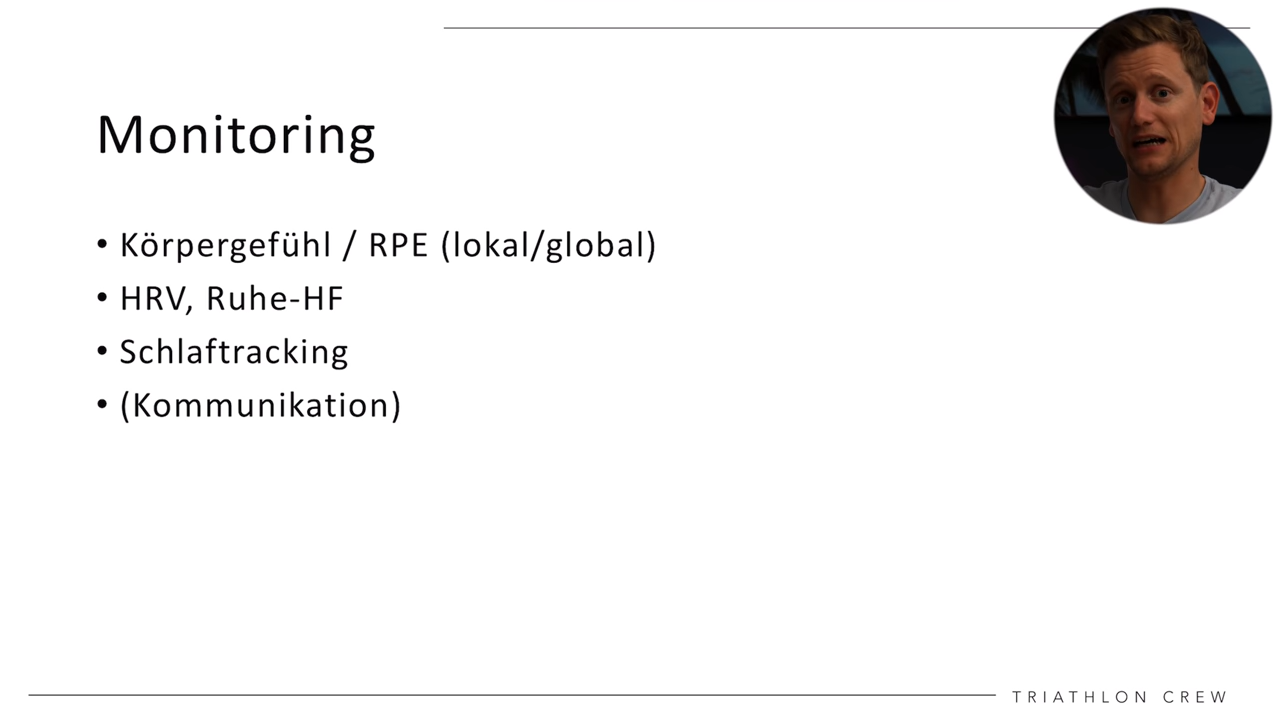 Monitoring
• Körpergefühl / RPE (lokal/global)
• HRV, Ruhe-HF
• Schlaftracking
• (Kommunikation)
TRIATHLON CREW